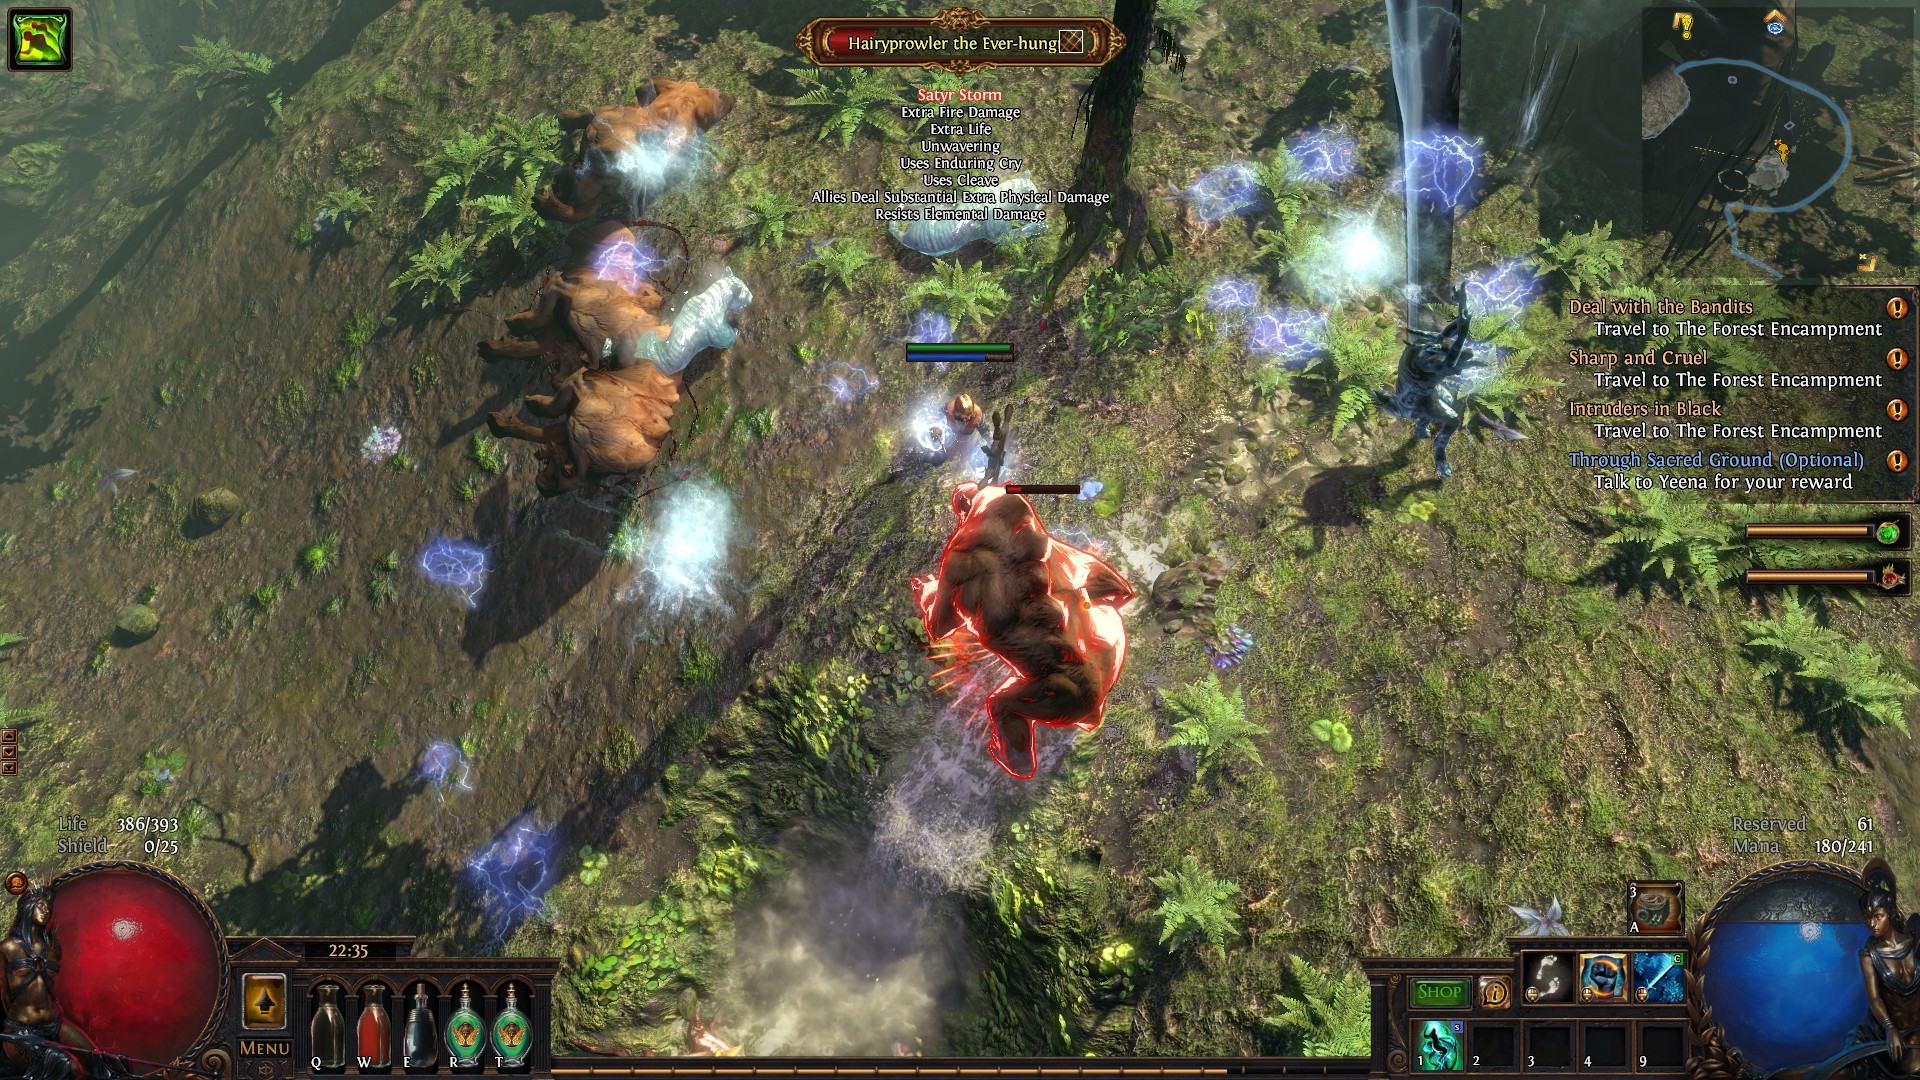 Hairyprowler the Ever-hung
Satyr Storm
Extra Fire Damage
Extra Life
Unwavering
Uses Enduring Cry
Uses Cleave
Allies Deal Substantial Extra Physical Damage
Resists Elemental Damage
Deal with the Bandits
Travel to The Forest Encampment
Sharp and Cruel
Travel to The Forest Encampment
Intruders in Black
Travel to The Forest Encampment
Through Sacred Ground (Optional)
Talk to Yeena for your reward
Life 386/393
Shield 0/25
Reserved 61
Mana 180/241
22:35
MENU
Q W E R T
3
A
SHOP
C
S
1 2 3 4 9